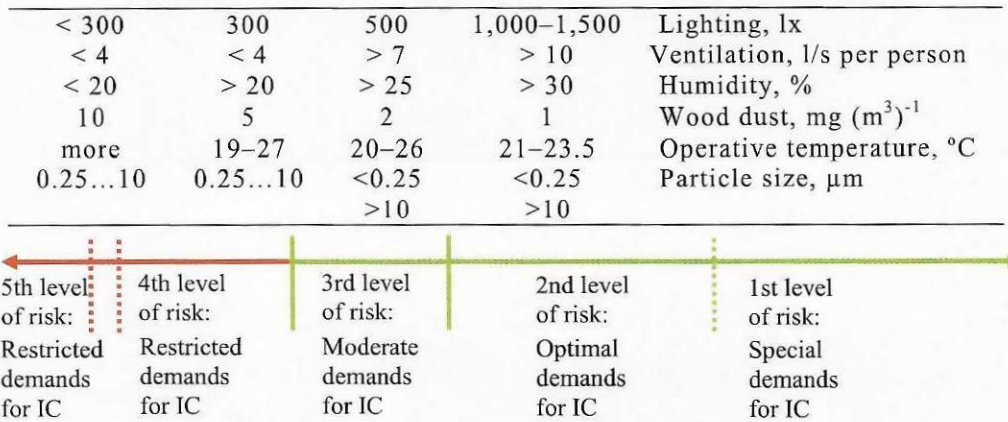 < 300 300 500 1,000–1,500 Lighting, lx
< 4 < 4 > 7 > 10 Ventilation, l/s per person
< 20 > 20 > 25 > 30 Humidity, %
10 5 2 1 Wood dust, mg (m³)⁻¹
more 19–27 20–26 21–23.5 Operative temperature, ºC
0.25...10 0.25...10 <0.25 <0.25 Particle size, µm
>10 >10
5th level 4th level 3rd level 2nd level 1st level
of risk: of risk: of risk: of risk: of risk:
Restricted Restricted Moderate Optimal Special
demands demands demands demands demands
for IC for IC for IC for IC for IC